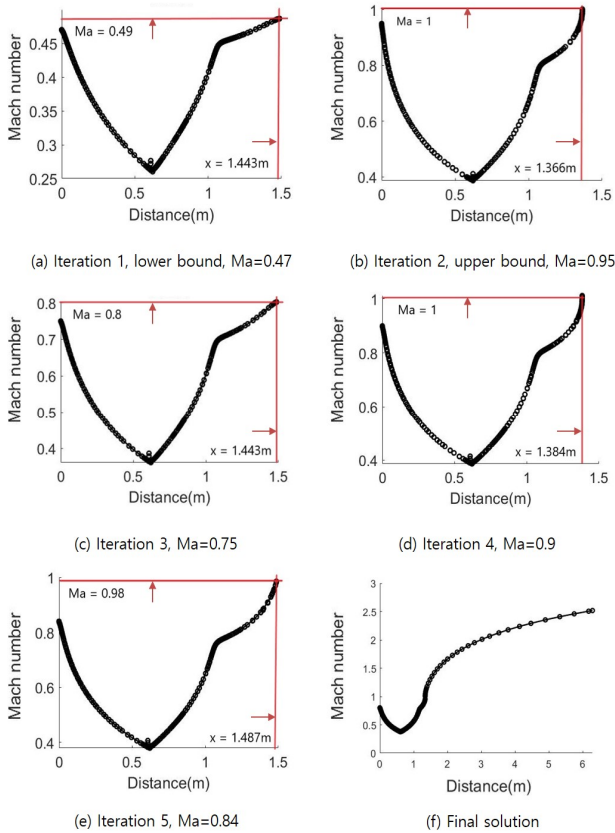 Mach number
0.45
0.4
0.35
0.3
0.25
Ma = 0.49
x = 1.443m
0
0.5
1
1.5
Distance(m)
(a) Iteration 1, lower bound, Ma=0.47
Mach number
1
0.8
0.6
0.4
Ma = 1
x = 1.366m
0
0.5
1
1.5
Distance(m)
(b) Iteration 2, upper bound, Ma=0.95
Mach number
0.8
0.7
0.6
0.5
0.4
Ma = 0.8
x = 1.443m
0
0.5
1
1.5
Distance(m)
(c) Iteration 3, Ma=0.75
Mach number
1
0.8
0.6
0.4
Ma = 1
x = 1.384m
0
0.5
1
1.5
Distance(m)
(d) Iteration 4, Ma=0.9
Mach number
1
0.8
0.6
0.4
Ma = 0.98
x = 1.487m
0
0.5
1
1.5
Distance(m)
(e) Iteration 5, Ma=0.84
Mach number
3
2.5
2
1.5
1
0.5
0
0
1
2
3
4
5
6
Distance(m)
(f) Final solution